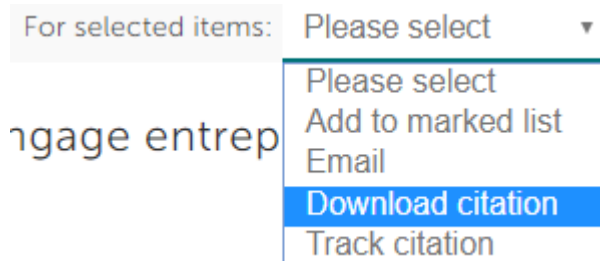 For selected items: Please select
Please select
Add to marked list
ngage entrep
Email
Download citation
Track citation